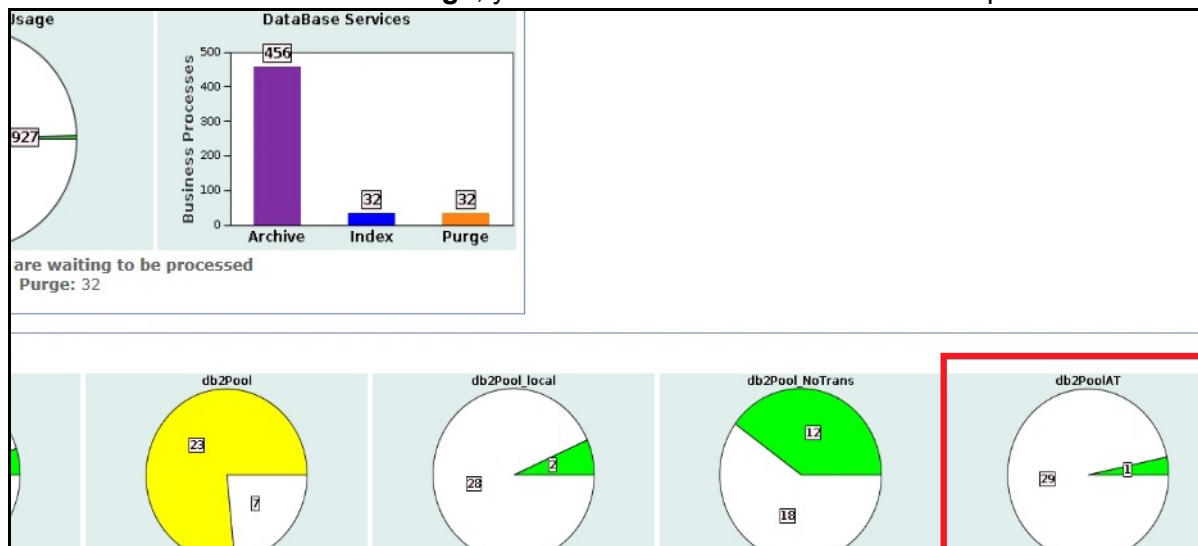 Usage
927
DataBase Services
Business Processes
500
400
300
200
100
0
456
32
32
Archive Index Purge
are waiting to be processed
Purge: 32
db2Pool
23
7
db2Pool_local
28
2
db2Pool_NoTrans
12
18
db2PoolAT
29
1